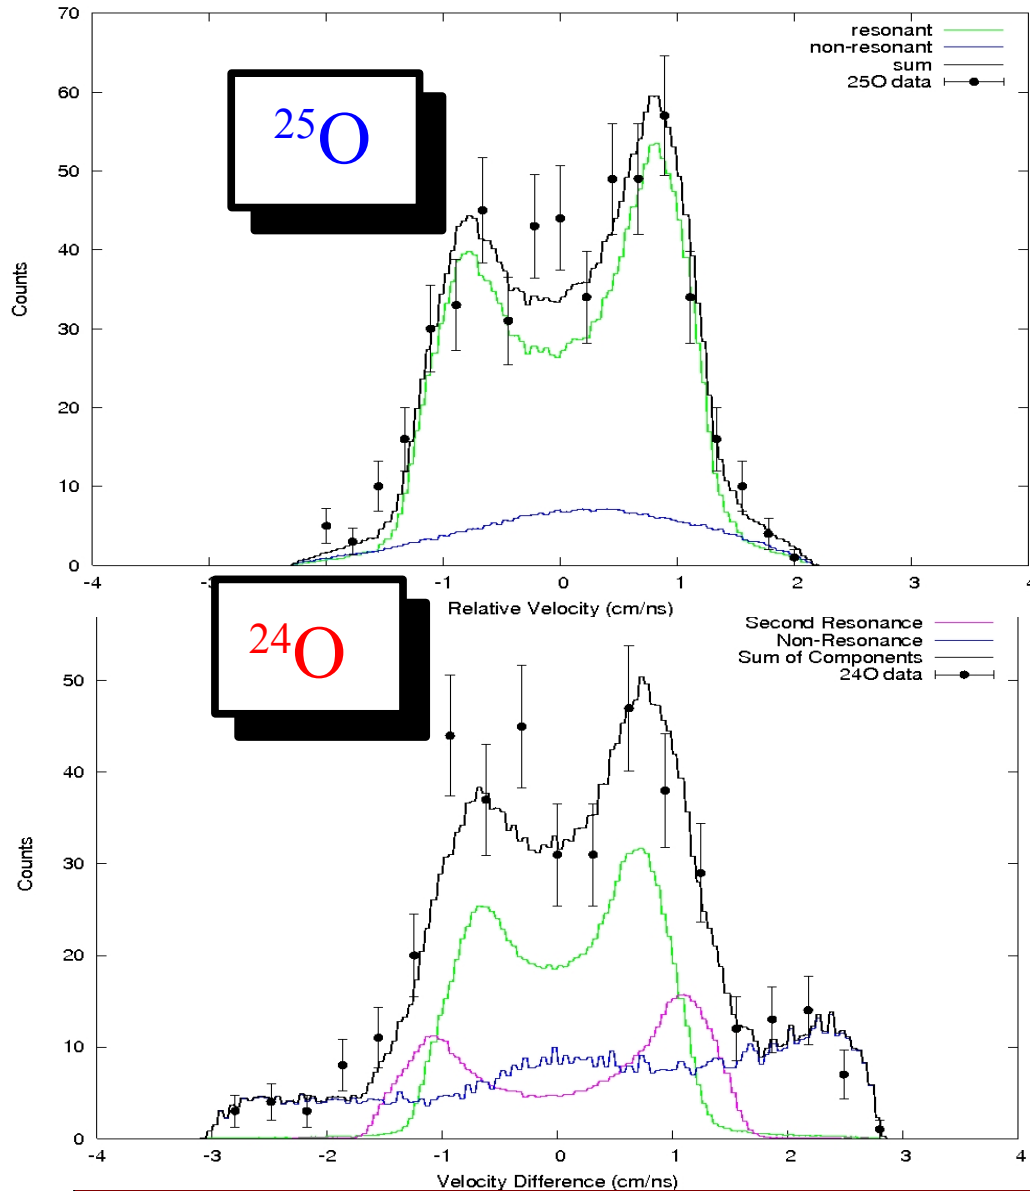 70
60
50
40
30
20
10
0
Counts
resonant
non-resonant
sum
25O data
²⁵O
-4 -3 -2 -1 0 1 2 3 4
Relative Velocity (cm/ns)
50
40
30
20
10
0
Counts
Second Resonance
Non-Resonance
Sum of Components
24O data
²⁴O
-4 -3 -2 -1 0 1 2 3 4
Velocity Difference (cm/ns)